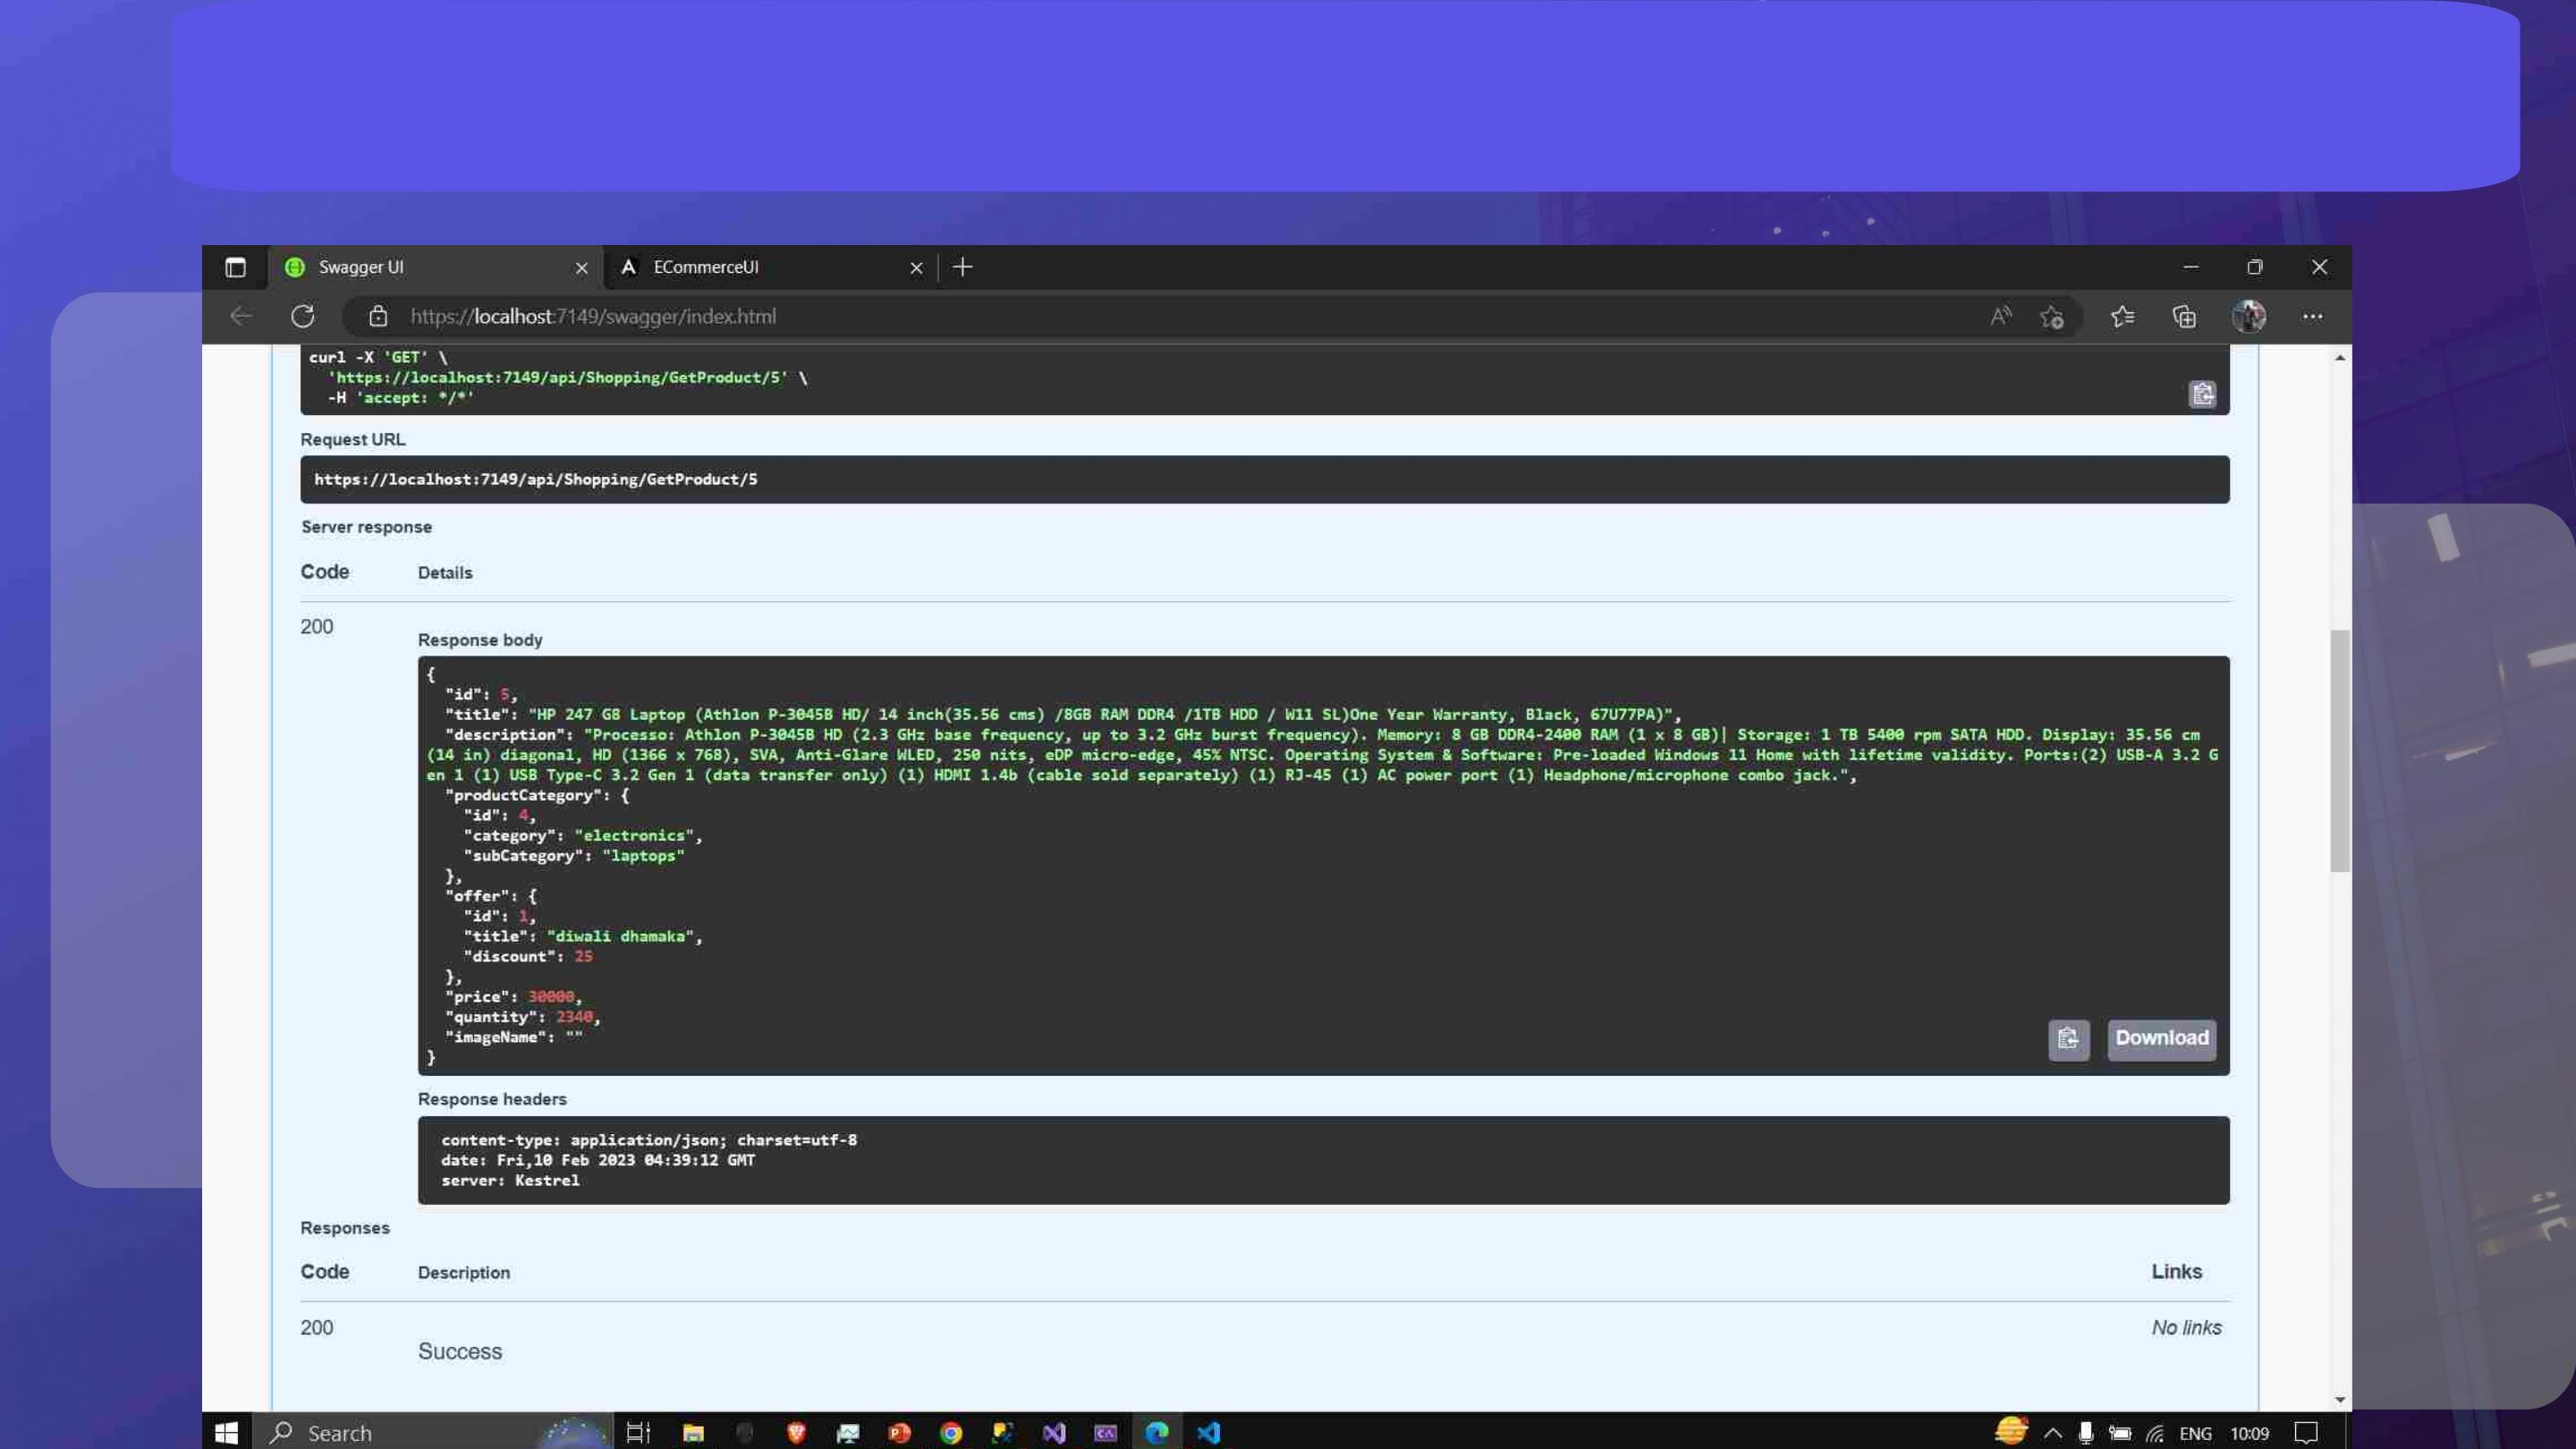 Swagger UI
ECommerceUI
https://localhost:7149/swagger/index.html
curl -X 'GET' \
'https://localhost:7149/api/Shopping/GetProduct/5' \
-H 'accept: */*'
Request URL
https://localhost:7149/api/Shopping/GetProduct/5
Server response
Code Details
200
Response body
{
"id": 5,
"title": "HP 247 G8 Laptop (Athlon P-3045B HD/ 14 inch(35.56 cms) /8GB RAM DDR4 /1TB HDD / W11 SL)One Year Warranty, Black, 67U77PA)",
"description": "Processo: Athlon P-3045B HD (2.3 GHz base frequency, up to 3.2 GHz burst frequency). Memory: 8 GB DDR4-2400 RAM (1 x 8 GB)| Storage: 1 TB 5400 rpm SATA HDD. Display: 35.56 cm
(14 in) diagonal, HD (1366 x 768), SVA, Anti-Glare WLED, 250 nits, eDP micro-edge, 45% NTSC. Operating System & Software: Pre-loaded Windows 11 Home with lifetime validity. Ports:(2) USB-A 3.2 G
en 1 (1) USB Type-C 3.2 Gen 1 (data transfer only) (1) HDMI 1.4b (cable sold separately) (1) RJ-45 (1) AC power port (1) Headphone/microphone combo jack.",
"productCategory": {
"id": 4,
"category": "electronics",
"subCategory": "laptops"
},
"offer": {
"id": 1,
"title": "diwali dhamaka",
"discount": 25
},
"price": 30000,
"quantity": 2340,
"imageName": ""
}
Download
Response headers
content-type: application/json; charset=utf-8
date: Fri,10 Feb 2023 04:39:12 GMT
server: Kestrel
Responses
Code Description Links
200 No links
Success
Search
ENG 10:09